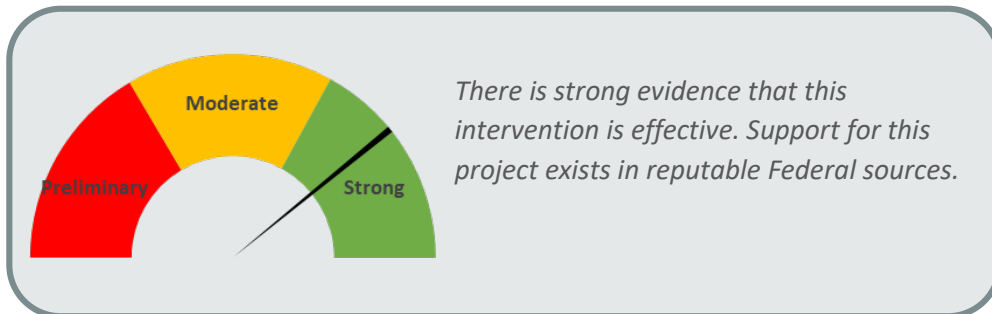 Moderate
Preliminary
Strong
There is strong evidence that this
intervention is effective. Support for this
project exists in reputable Federal sources.